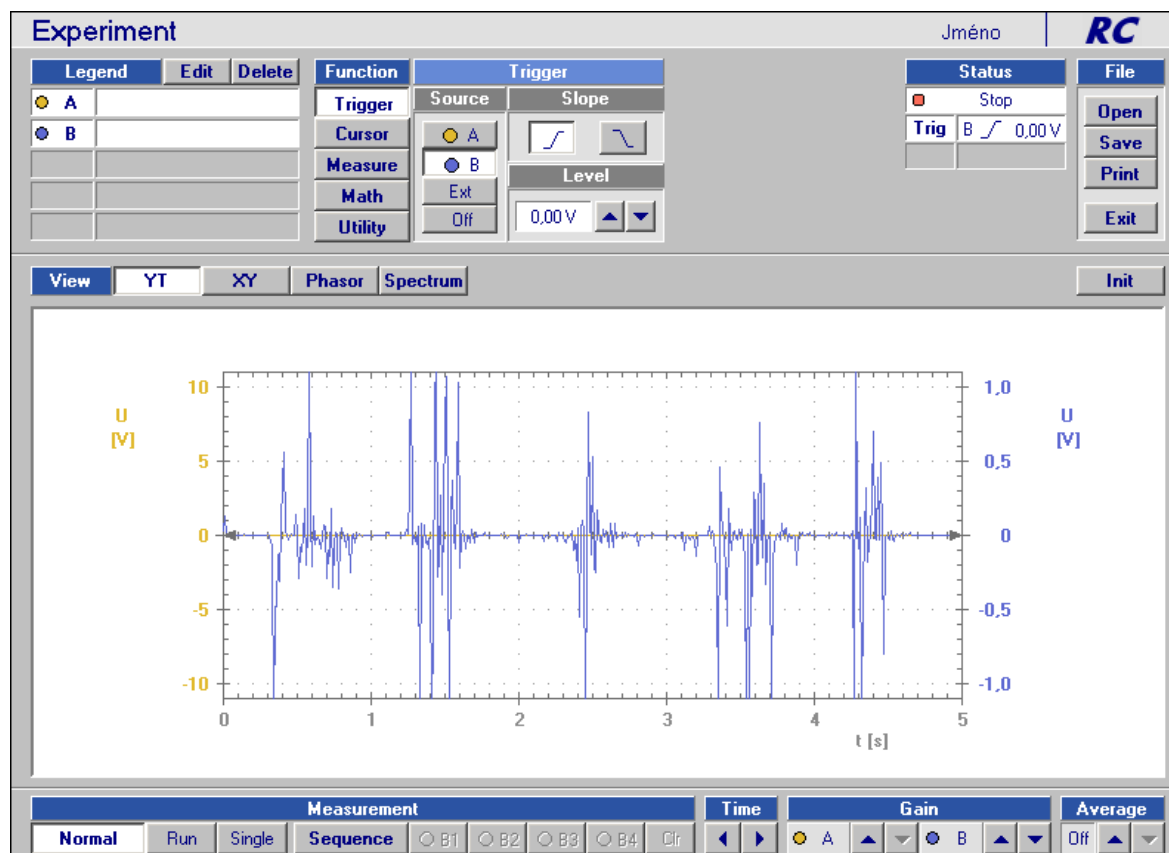 Experiment Jméno RC
Legend Edit Delete Function Trigger Status File
A Trigger Source Slope Stop Open
B Cursor A Trig B 0,00 V Save
Measure B Level Print
Math Ext
Utility Off 0,00 V Exit
View YT XY Phasor Spectrum Init
10 1,0
U U
[V] [V]
5 0,5
0 0
-5 -0,5
-10 -1,0
0 1 2 3 4 5
t [s]
Measurement Time Gain Average
Normal Run Single Sequence B1 B2 B3 B4 Clr A B Off